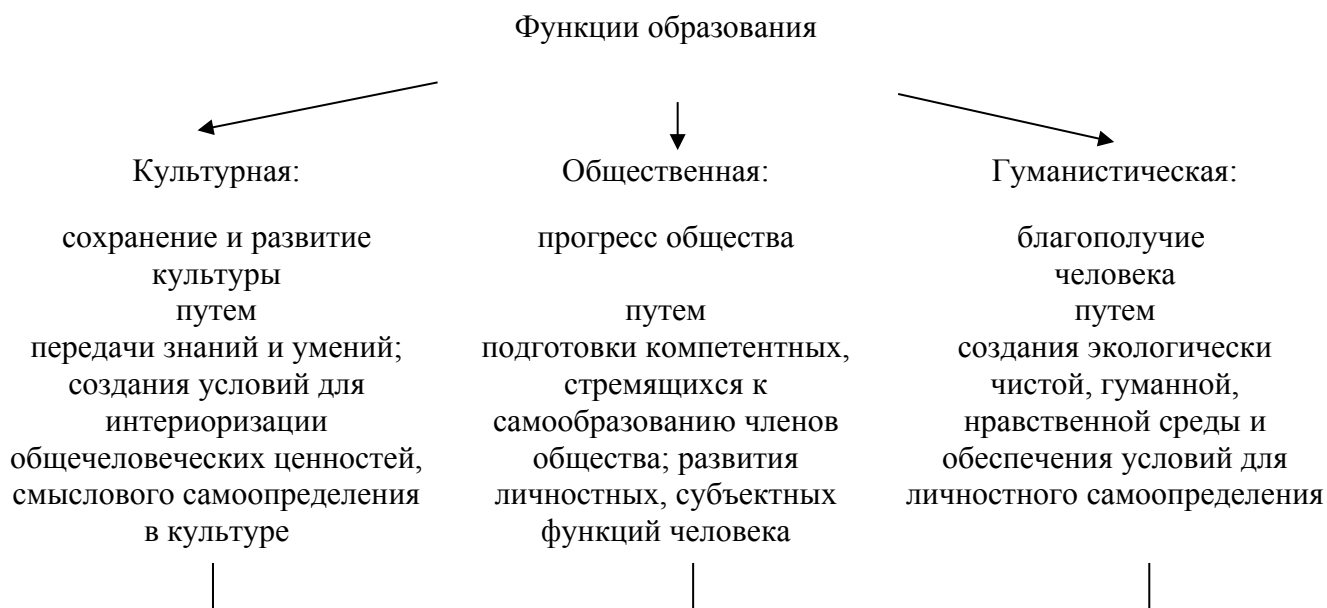 Функции образования
Культурная:
сохранение и развитие
культуры
путем
передачи знаний и умений;
создания условий для
интериоризации
общечеловеческих ценностей,
смыслового самоопределения
в культуре
Общественная:
прогресс общества
путем
подготовки компетентных,
стремящихся к
самообразованию членов
общества; развития
личностных, субъектных
функций человека
Гуманистическая:
благополучие
человека
путем
создания экологически
чистой, гуманной,
нравственной среды и
обеспечения условий для
личностного самоопределения